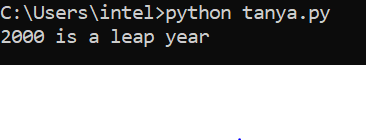 C:\Users\intel>python tanya.py
2000 is a leap year